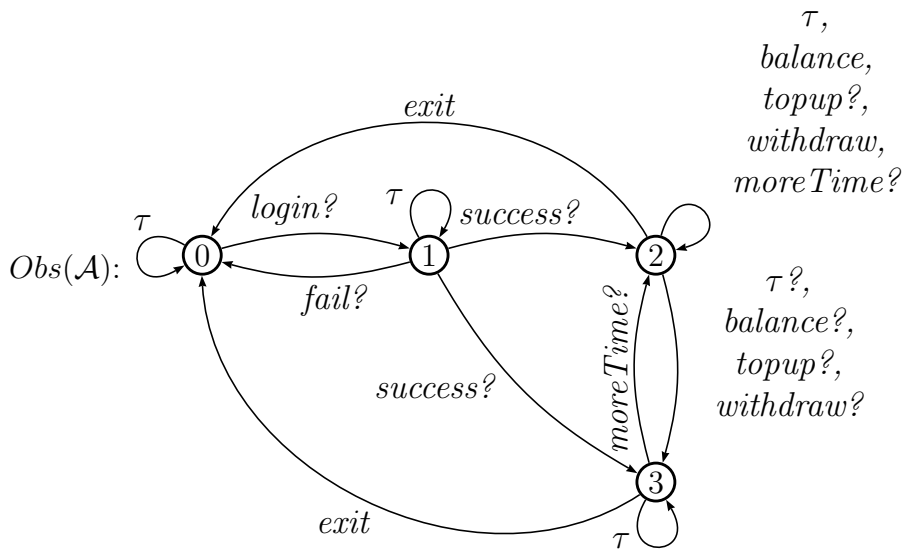 τ,
balance,
topup?,
withdraw,
moreTime?
exit
login?
τ
success?
τ
0
1
2
Obs(𝒜):
fail?
τ?,
balance?,
topup?,
withdraw?
moreTime?
success?
3
exit
τ